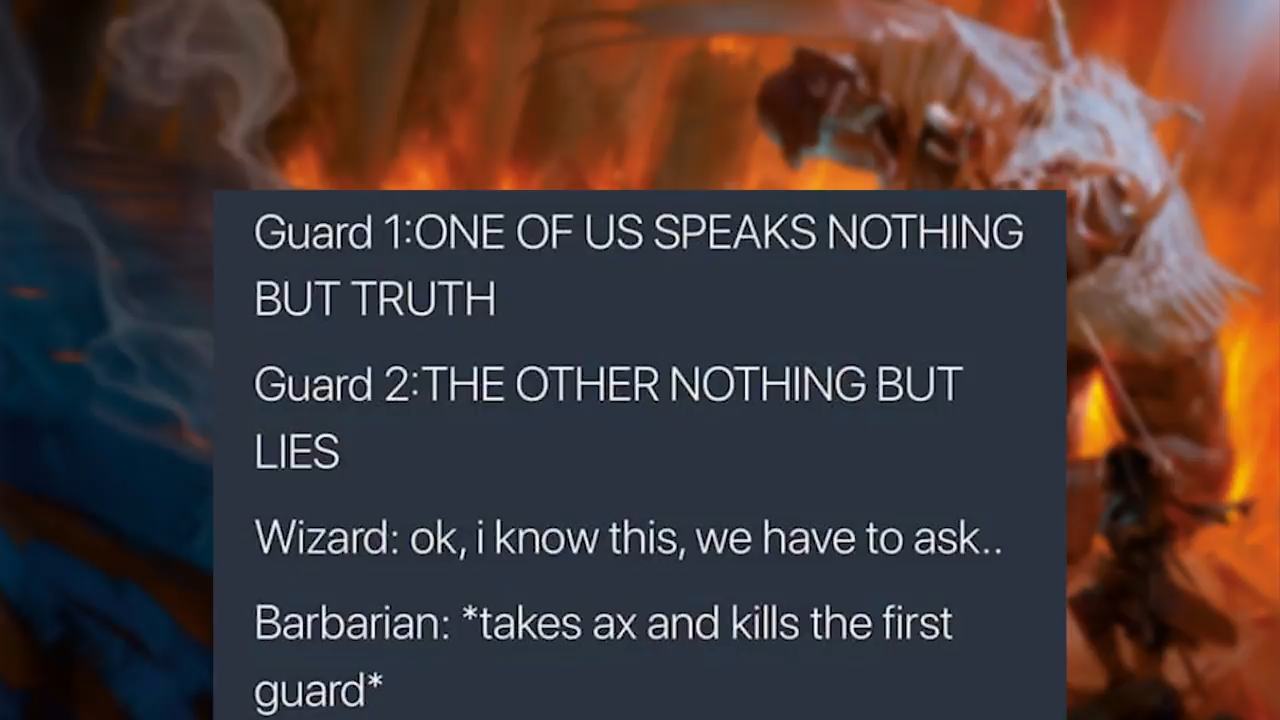 Guard 1:ONE OF US SPEAKS NOTHING
BUT TRUTH
Guard 2:THE OTHER NOTHING BUT
LIES
Wizard: ok, i know this, we have to ask..
Barbarian: *takes ax and kills the first
guard*